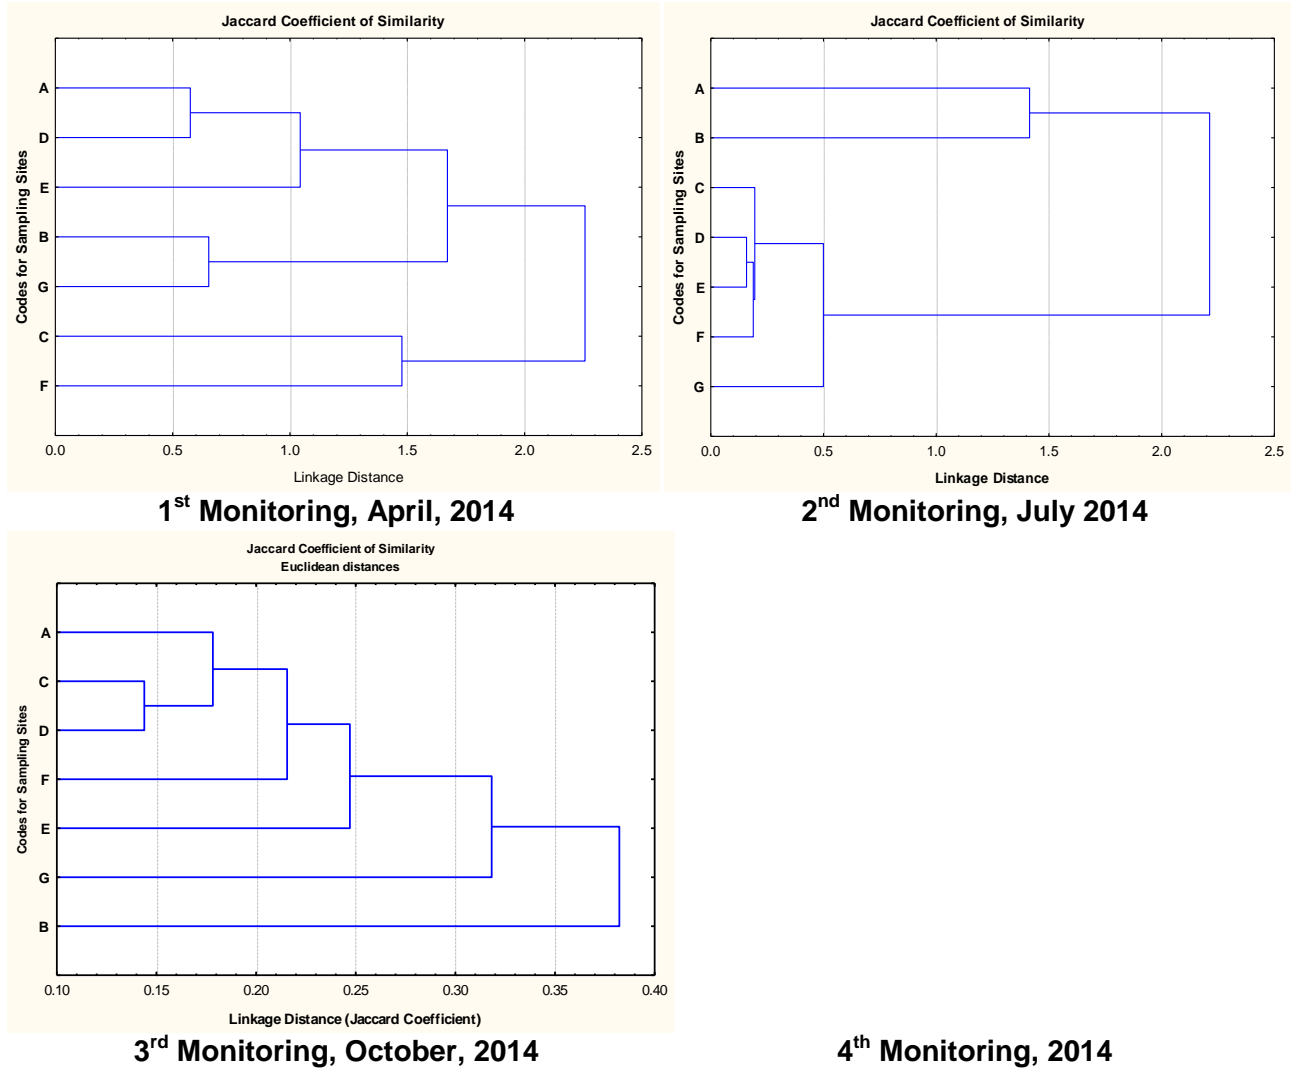 Jaccard Coefficient of Similarity
Codes for Sampling Sites
A
D
E
B
G
C
F
0.0 0.5 1.0 1.5 2.0 2.5
Linkage Distance
1st Monitoring, April, 2014
Jaccard Coefficient of Similarity
Codes for Sampling Sites
A
B
C
D
E
F
G
0.0 0.5 1.0 1.5 2.0 2.5
Linkage Distance
2nd Monitoring, July 2014
Jaccard Coefficient of Similarity
Euclidean distances
Codes for Sampling Sites
A
C
D
F
E
G
B
0.10 0.15 0.20 0.25 0.30 0.35 0.40
Linkage Distance (Jaccard Coefficient)
3rd Monitoring, October, 2014
4th Monitoring, 2014